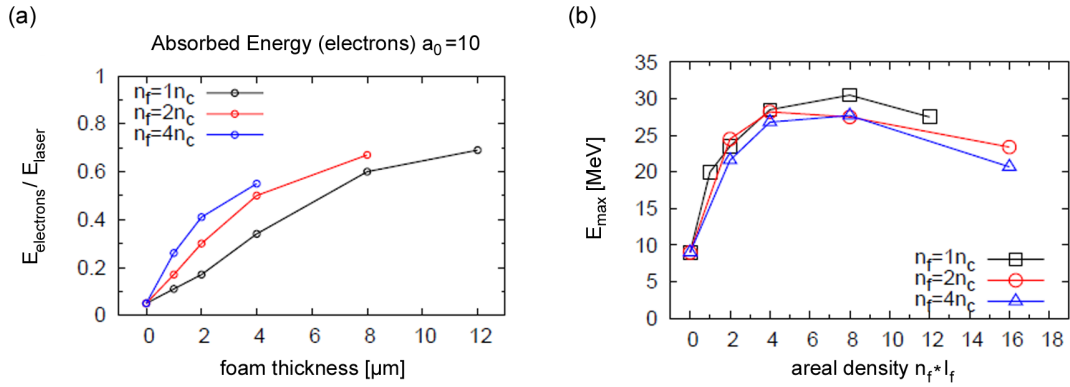 (a)
Absorbed Energy (electrons) a0=10
nf=1nc
nf=2nc
nf=4nc
1
0.8
0.6
0.4
0.2
0
0 2 4 6 8 10 12
Eelectrons/ Elaser
foam thickness [µm]
(b)
35
30
25
20
15
10
5
0
0 2 4 6 8 10 12 14 16 18
Emax [MeV]
nf=1nc
nf=2nc
nf=4nc
areal density nf*lf